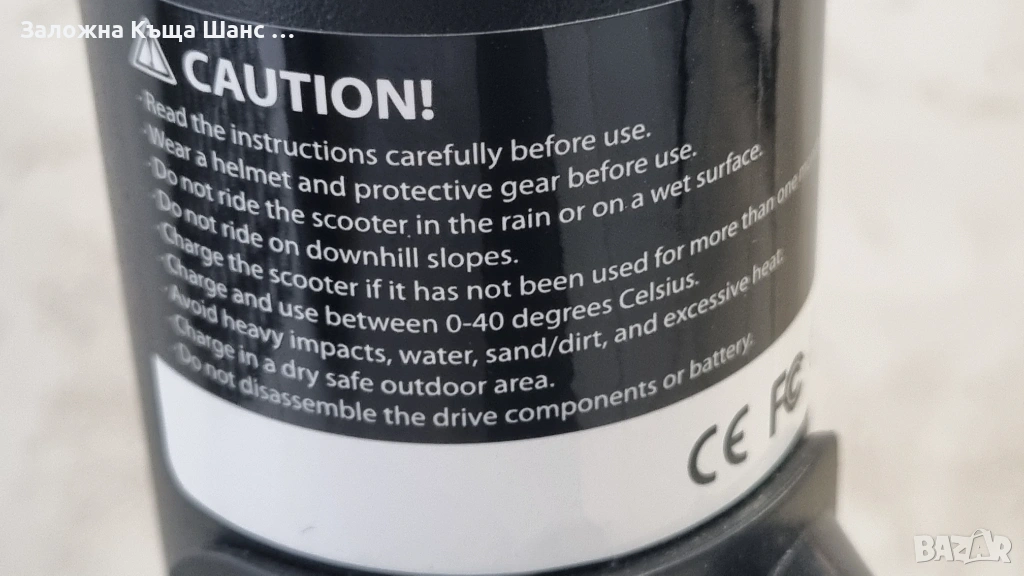 Заложна Къща Шанс ...
CAUTION!
·Read the instructions carefully before use.
·Wear a helmet and protective gear before use.
·Do not ride the scooter in the rain or on a wet surface.
·Do not ride on downhill slopes.
·Charge the scooter if it has not been used for more than one
·Charge and use between 0-40 degrees Celsius.
·Avoid heavy impacts, water, sand/dirt, and excessive heat.
·Charge in a dry safe outdoor area.
·Do not disassemble the drive components or battery.
CE FC
BAZAR